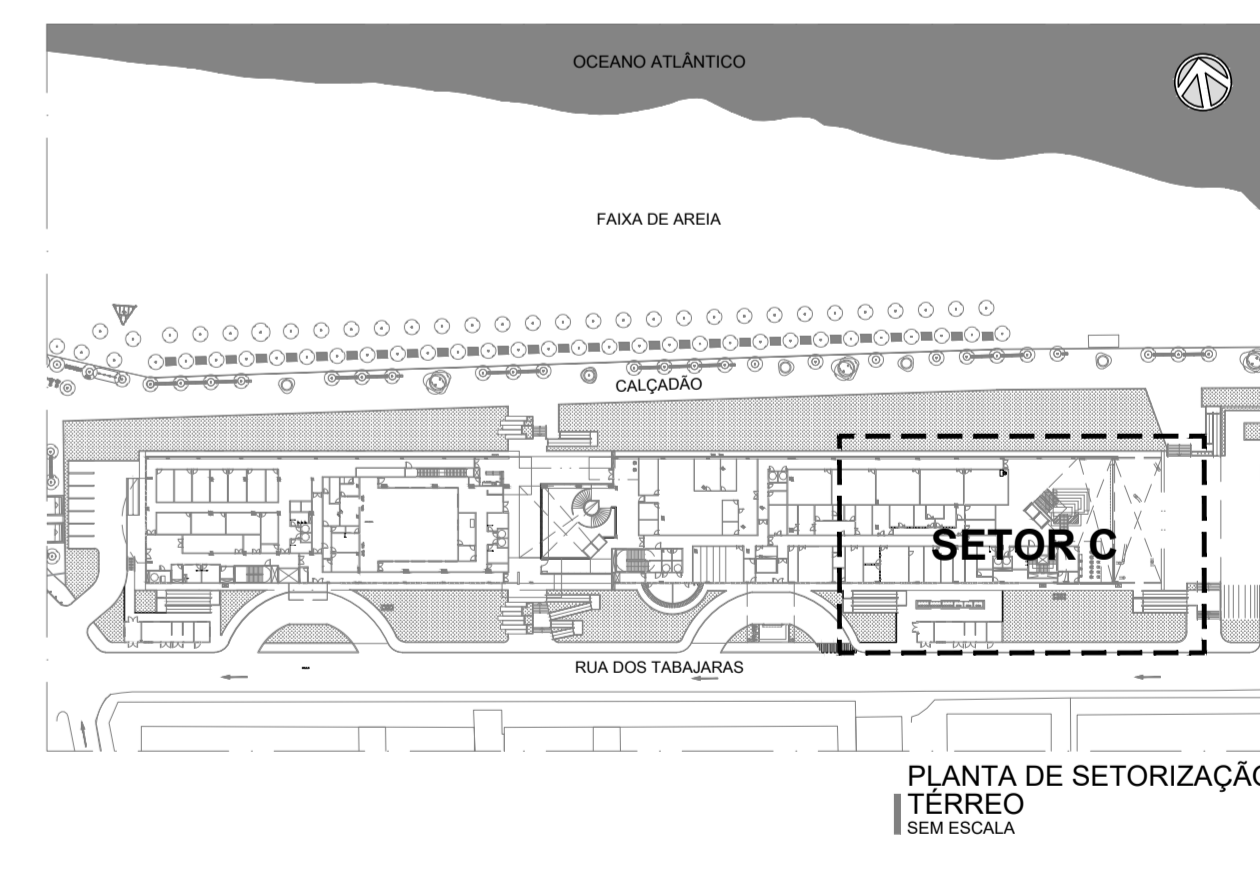 OCEANO ATLÂNTICO
FAIXA DE AREIA
CALÇADÃO
SETOR C
RUA DOS TABAJARAS
PLANTA DE SETORIZAÇÃO
TÉRREO
SEM ESCALA